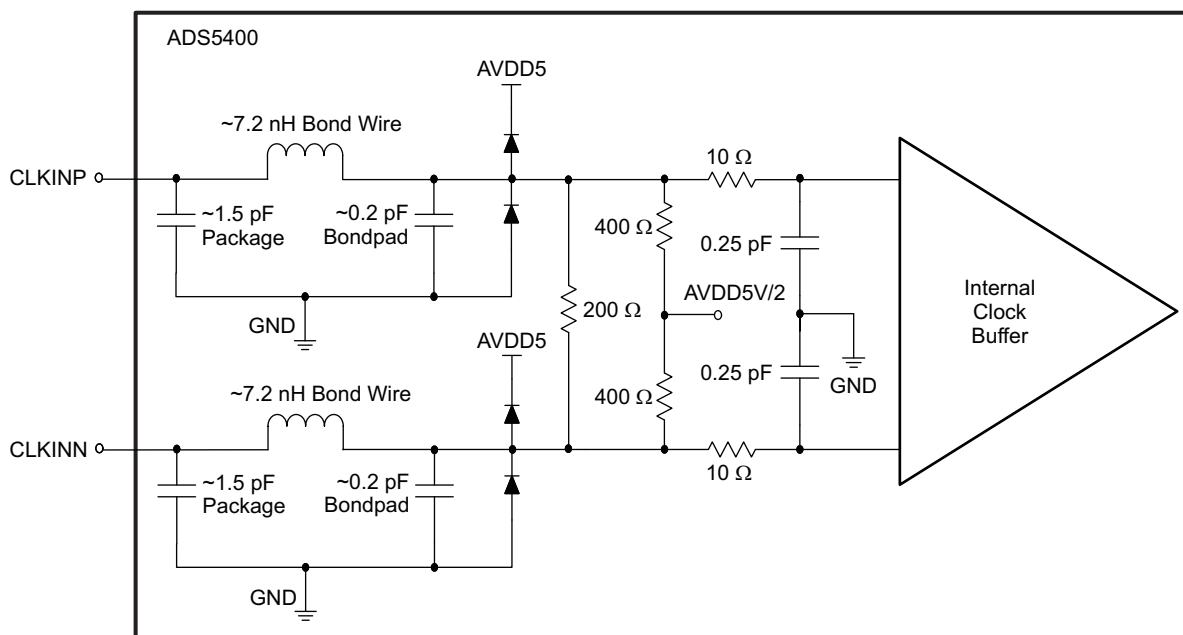 ADS5400
AVDD5
~7.2 nH Bond Wire
10 Ω
CLKINP
~1.5 pF
Package
~0.2 pF
Bondpad
400 Ω
0.25 pF
AVDD5V/2
200 Ω
Internal
Clock
Buffer
GND
AVDD5
GND
0.25 pF
~7.2 nH Bond Wire
400 Ω
CLKINN
10 Ω
~1.5 pF
Package
~0.2 pF
Bondpad
GND